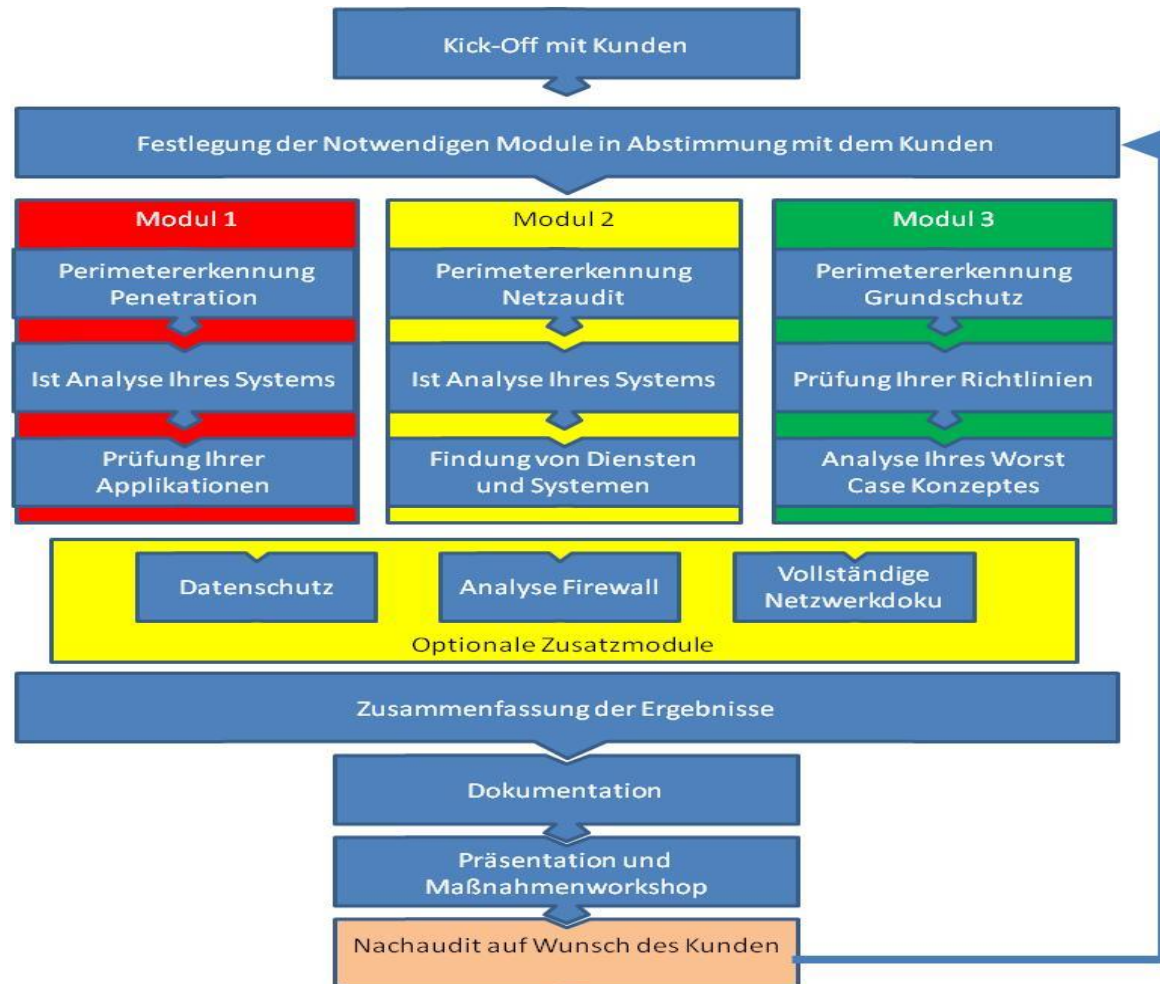 Kick-Off mit Kunden
Festlegung der Notwendigen Module in Abstimmung mit dem Kunden
Modul 1
Perimetererkennung
Penetration
Ist Analyse Ihres Systems
Prüfung Ihrer
Applikationen
Modul 2
Perimetererkennung
Netzaudit
Ist Analyse Ihres Systems
Findung von Diensten
und Systemen
Modul 3
Perimetererkennung
Grundschutz
Prüfung Ihrer Richtlinien
Analyse Ihres Worst
Case Konzeptes
Datenschutz
Analyse Firewall
Vollständige
Netzwerkdoku
Optionale Zusatzmodule
Zusammenfassung der Ergebnisse
Dokumentation
Präsentation und
Maßnahmenworkshop
Nachaudit auf Wunsch des Kunden